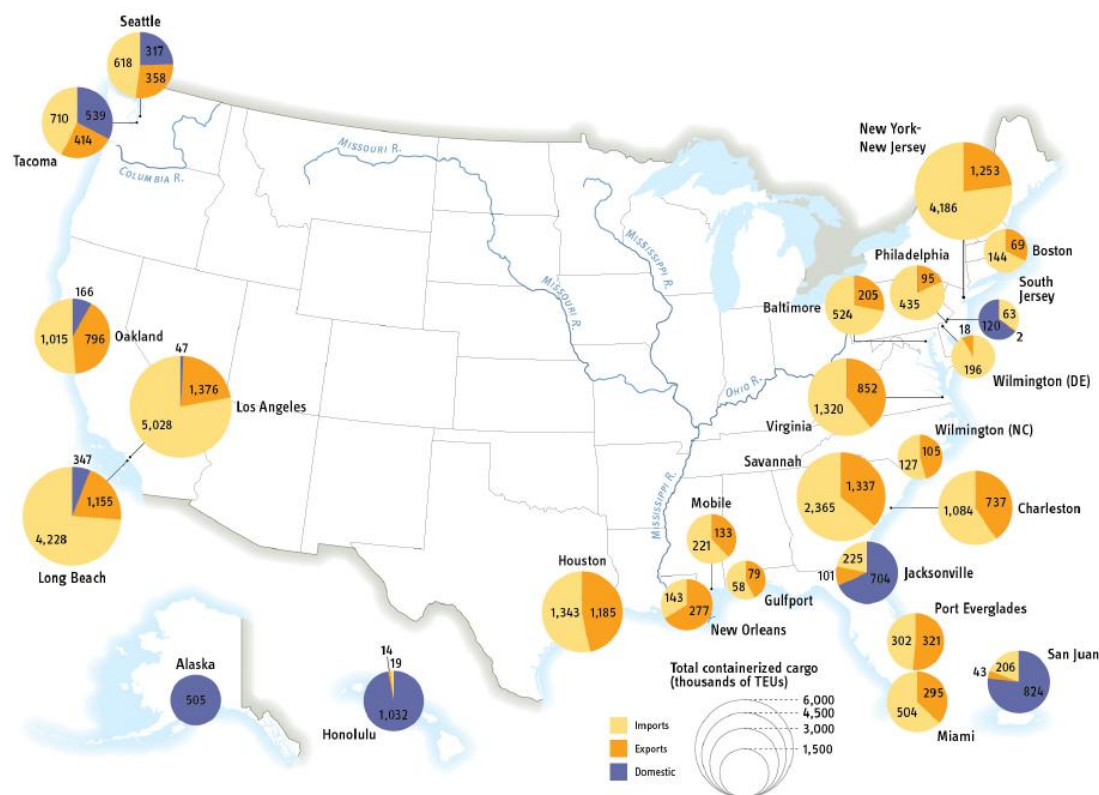 Seattle
317
618
358
539
710
414
Tacoma
COLUMBIA R.
MISSOURI R.
MISSISSIPPI R.
MISSOURI R.
OHIO R.
MISSISSIPPI R.
New York-
New Jersey
1,253
4,186
69
144
Boston
Philadelphia
95
435
South
Jersey
63
120
2
Baltimore
205
524
18
196
Wilmington (DE)
166
1,015
796
Oakland
47
1,376
5,028
Los Angeles
347
1,155
4,228
Long Beach
852
1,320
Virginia
Wilmington (NC)
105
127
Savannah
1,337
2,365
737
1,084
Charleston
Mobile
133
221
225
101
704
Jacksonville
Houston
1,343
1,185
143
277
New Orleans
79
58
Gulfport
Port Everglades
302
321
295
504
Miami
San Juan
206
43
824
Alaska
505
14
19
1,032
Honolulu
Total containerized cargo
(thousands of TEUs)
6,000
4,500
3,000
1,500
Imports
Exports
Domestic